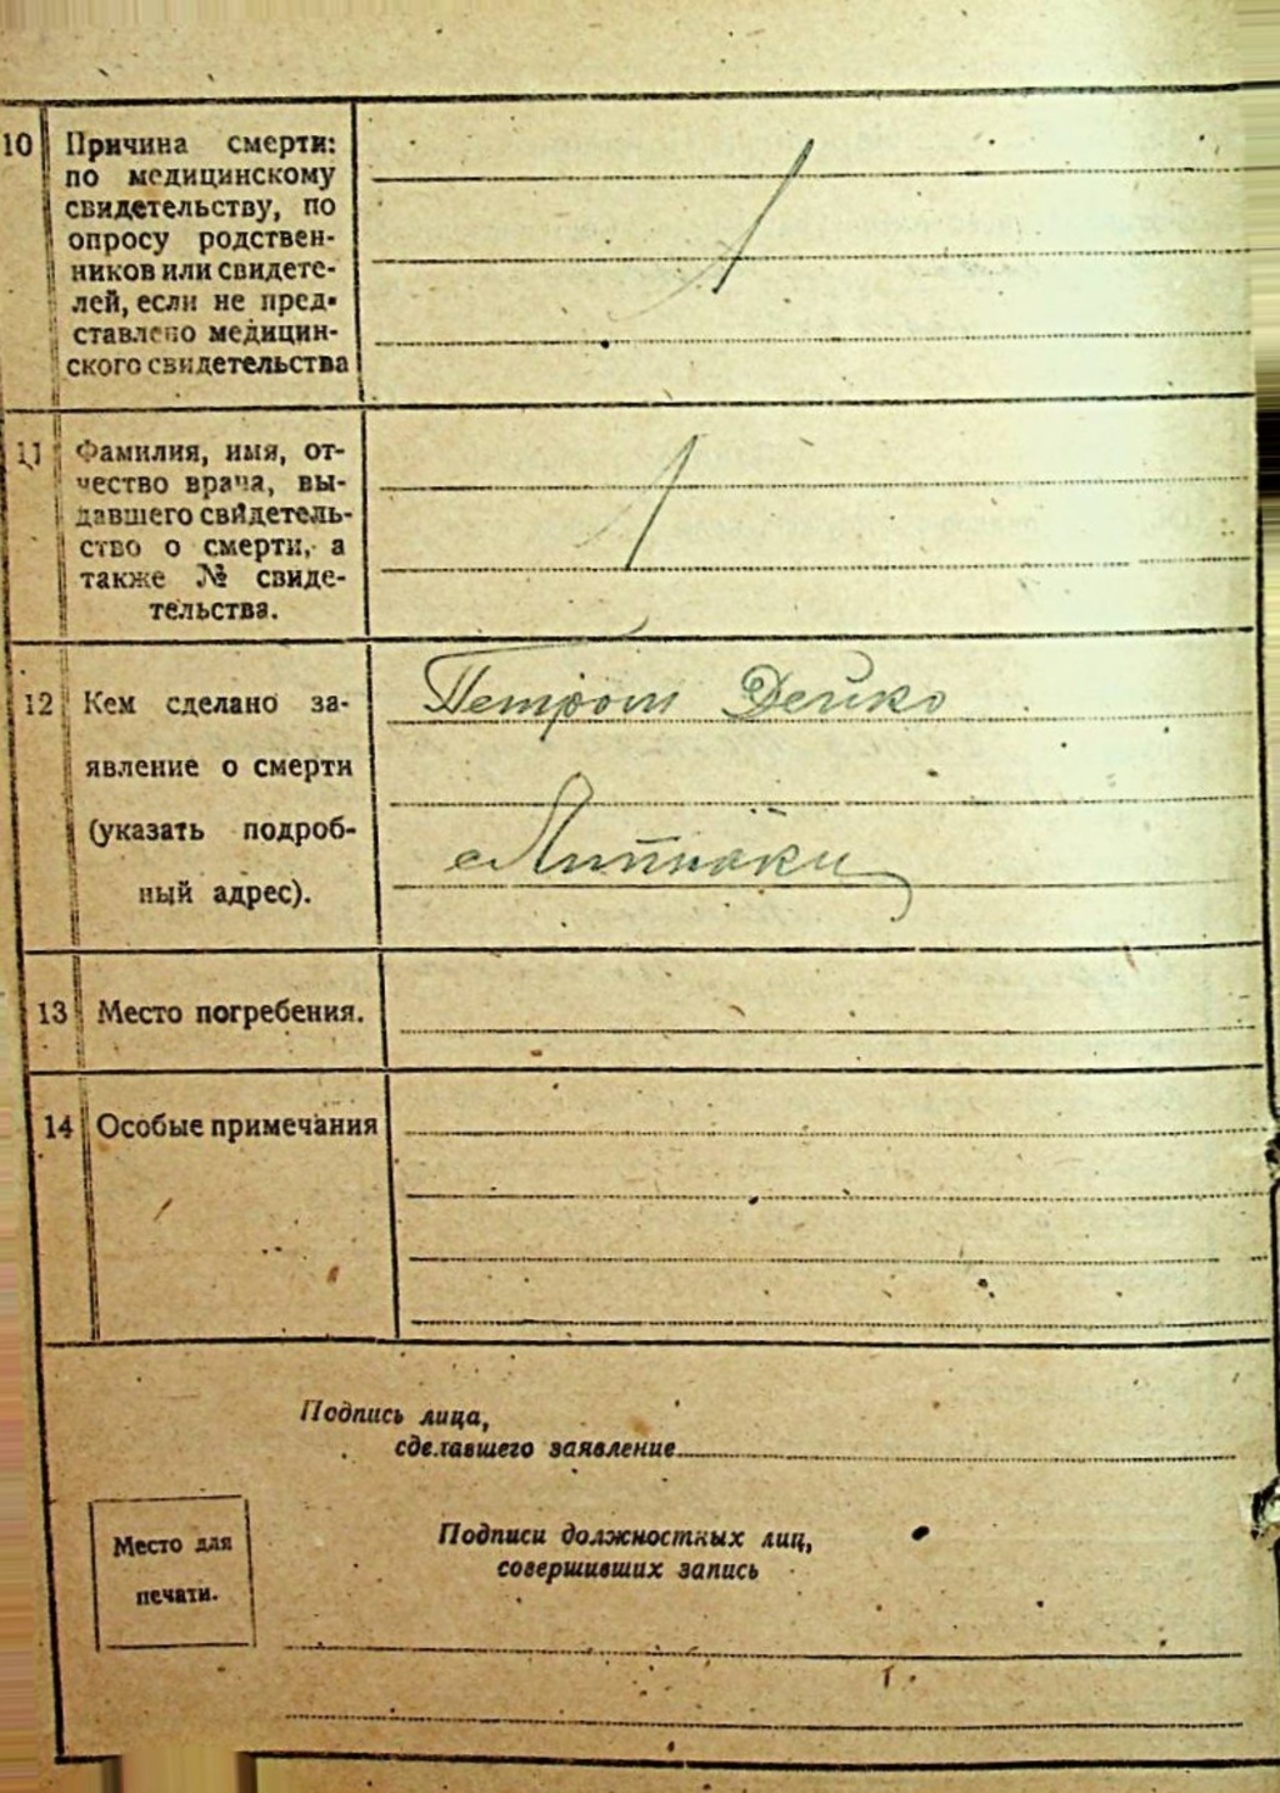 10 Причина смерти:
по медицинскому
свидетельству, по
опросу родствен-
ников или свидете-
лей, если не пред-
ставлено медицин-
ского свидетельства
11 Фамилия, имя, от-
чество врача, вы-
давшего свидетель-
ство о смерти, а
также № свиде-
тельства.
12 Кем сделано за-
явление о смерти
(указать подроб-
ный адрес).
Петром Дейко
с Липняки
13 Место погребения.
14 Особые примечания
Подпись лица,
сделавшего заявление
Место для
печати.
Подписи должностных лиц,
совершивших запись